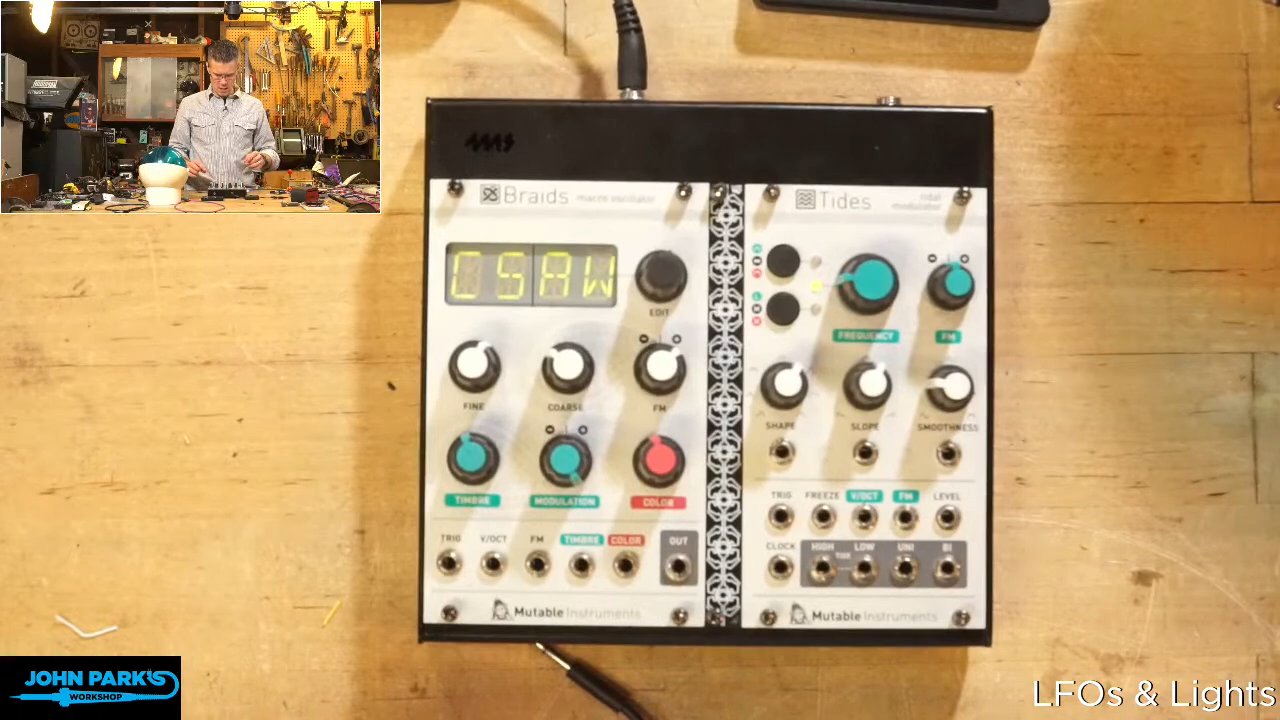 Braids macro oscillator
Tides tidal modulator
CSAW
EDIT
FREQUENCY
FM
FINE
COARSE
FM
SHAPE
SLOPE
SMOOTHNESS
TIMBRE
MODULATION
COLOR
TRIG
FREEZE
V/OCT
FM
LEVEL
TRIG
V/OCT
FM
TIMBRE
COLOR
OUT
CLOCK
HIGH
TIDE
LOW
UNI
BI
Mutable Instruments
Mutable Instruments
JOHN PARK'S
WORKSHOP
LFOs & Lights